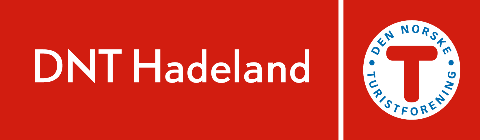 DNT Hadeland
DEN NORSKE
T
TURISTFORENING